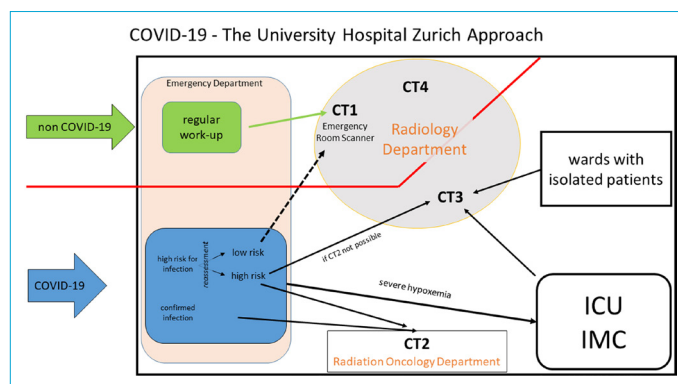 COVID-19 - The University Hospital Zurich Approach
Emergency Department
non COVID-19
regular
work-up
CT4
CT1
Emergency
Room Scanner
Radiology
Department
wards with
isolated patients
CT3
COVID-19
high risk for
infection
reassessment
low risk
high risk
confirmed
infection
if CT2 not possible
severe hypoxemia
ICU
IMC
CT2
Radiation Oncology Department